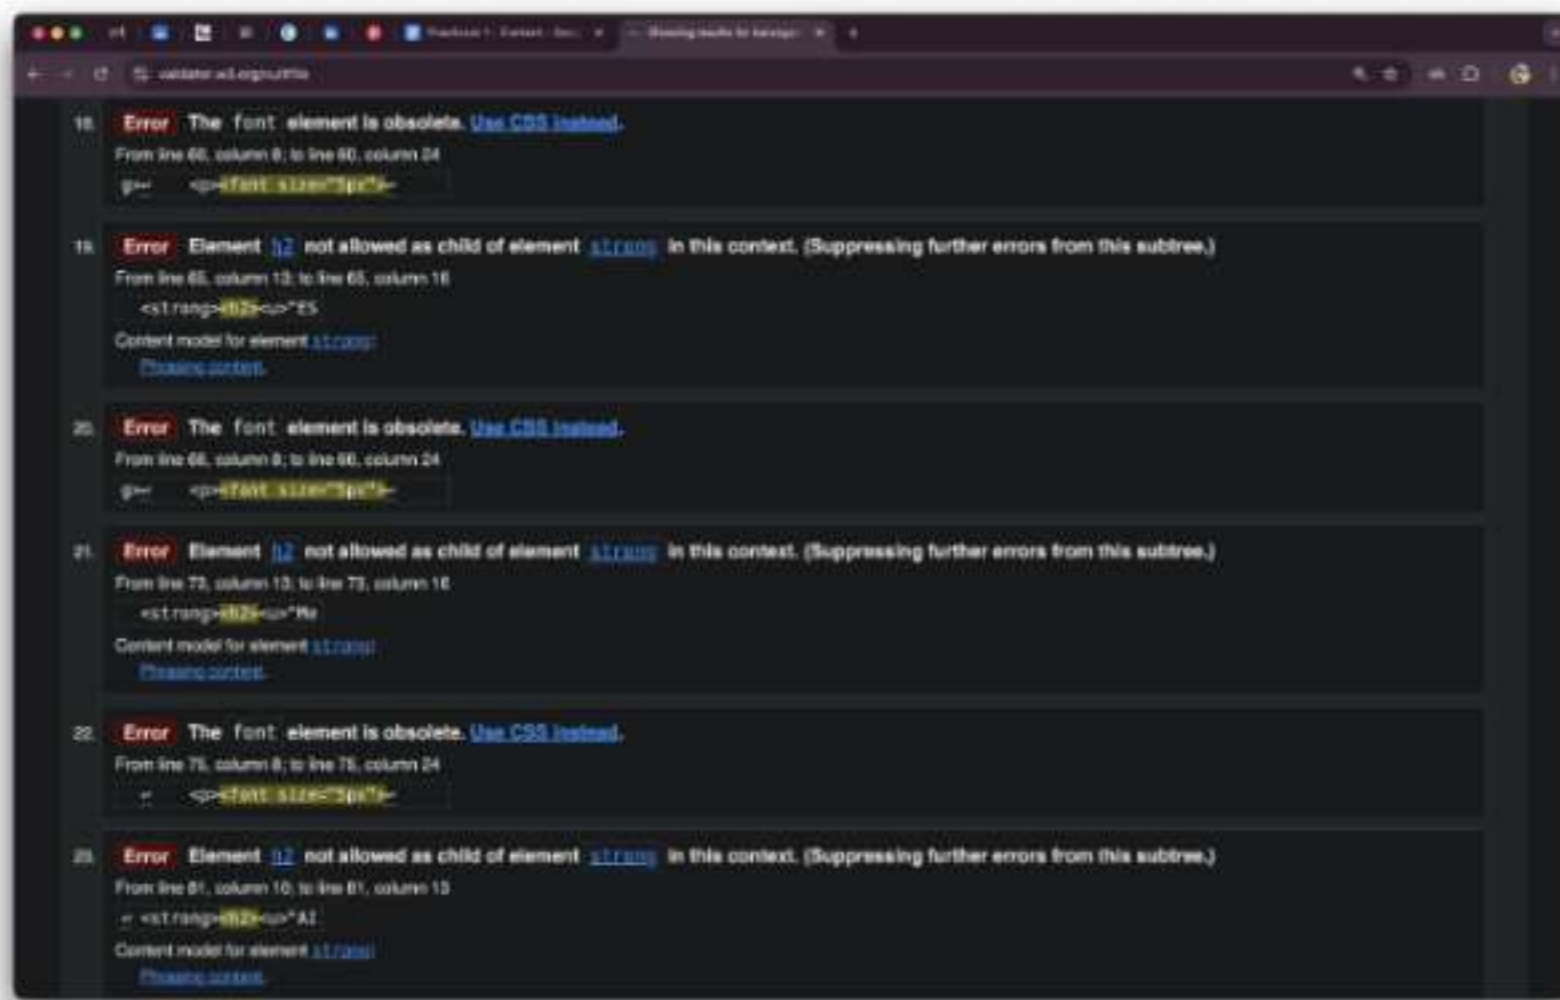 Showing results for
validator.w3.org/nu/#file
18. Error The font element is obsolete. Use CSS instead.
From line 60, column 8; to line 60, column 24
<p><font size="5px">↩
19. Error Element h2 not allowed as child of element strong in this context. (Suppressing further errors from this subtree.)
From line 65, column 13; to line 65, column 16
<strong><h2><u>"ES
Content model for element strong:
Phrasing content.
20. Error The font element is obsolete. Use CSS instead.
From line 66, column 8; to line 66, column 24
<p><font size="5px">↩
21. Error Element h2 not allowed as child of element strong in this context. (Suppressing further errors from this subtree.)
From line 73, column 13; to line 73, column 16
<strong><h2><u>"Me
Content model for element strong:
Phrasing content.
22. Error The font element is obsolete. Use CSS instead.
From line 75, column 8; to line 75, column 24
↩ <p><font size="5px">↩
23. Error Element h2 not allowed as child of element strong in this context. (Suppressing further errors from this subtree.)
From line 81, column 10; to line 81, column 13
↩ <strong><h2><u>"AI
Content model for element strong:
Phrasing content.